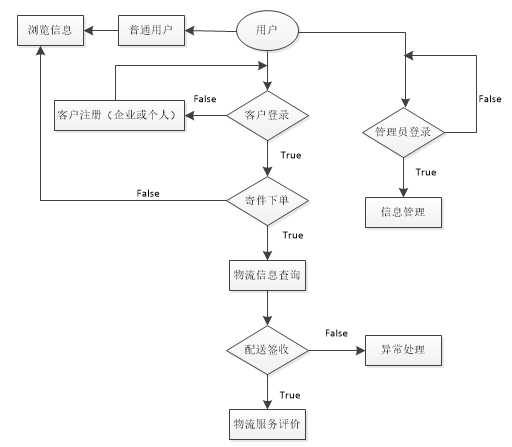 浏览信息
普通用户
用户
False
客户注册（企业或个人）
客户登录
False
管理员登录
True
True
False
寄件下单
信息管理
True
物流信息查询
False
配送签收
异常处理
True
物流服务评价